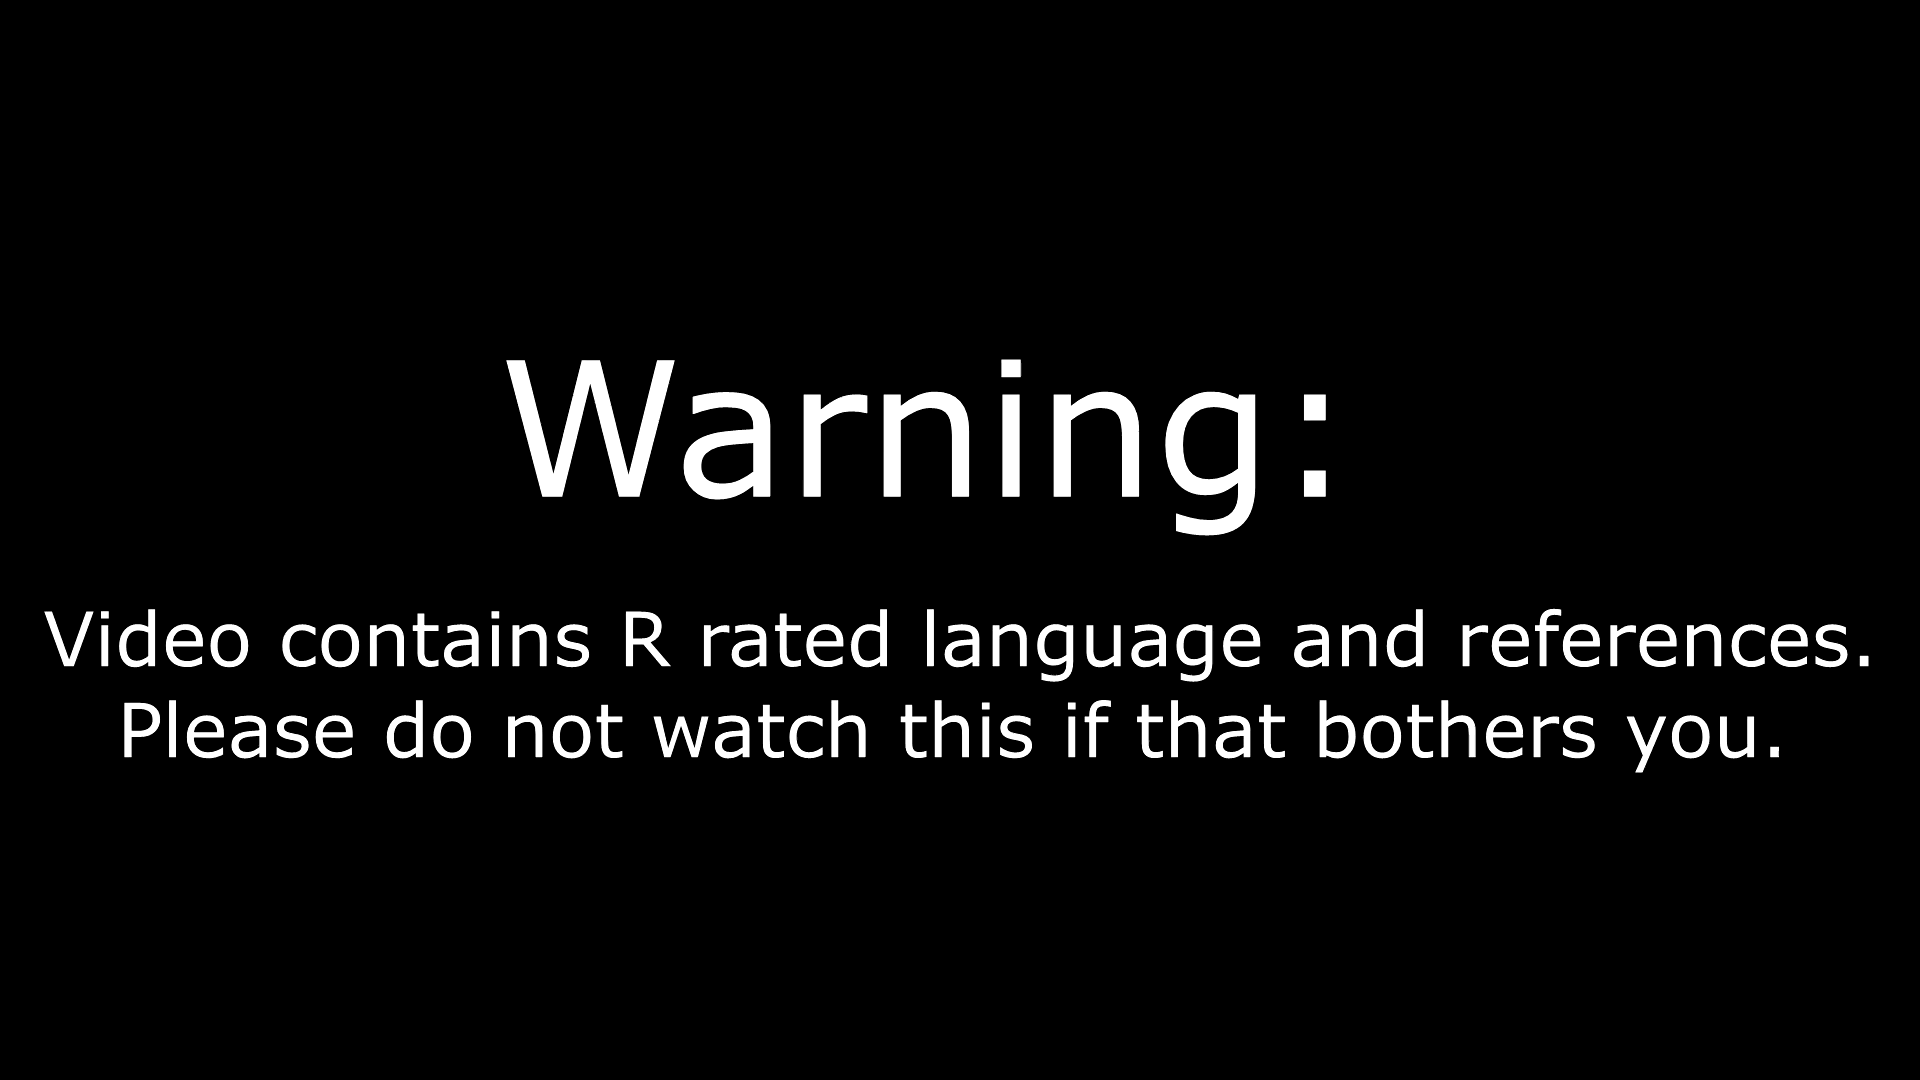 Warning:
Video contains R rated language and references.
Please do not watch this if that bothers you.